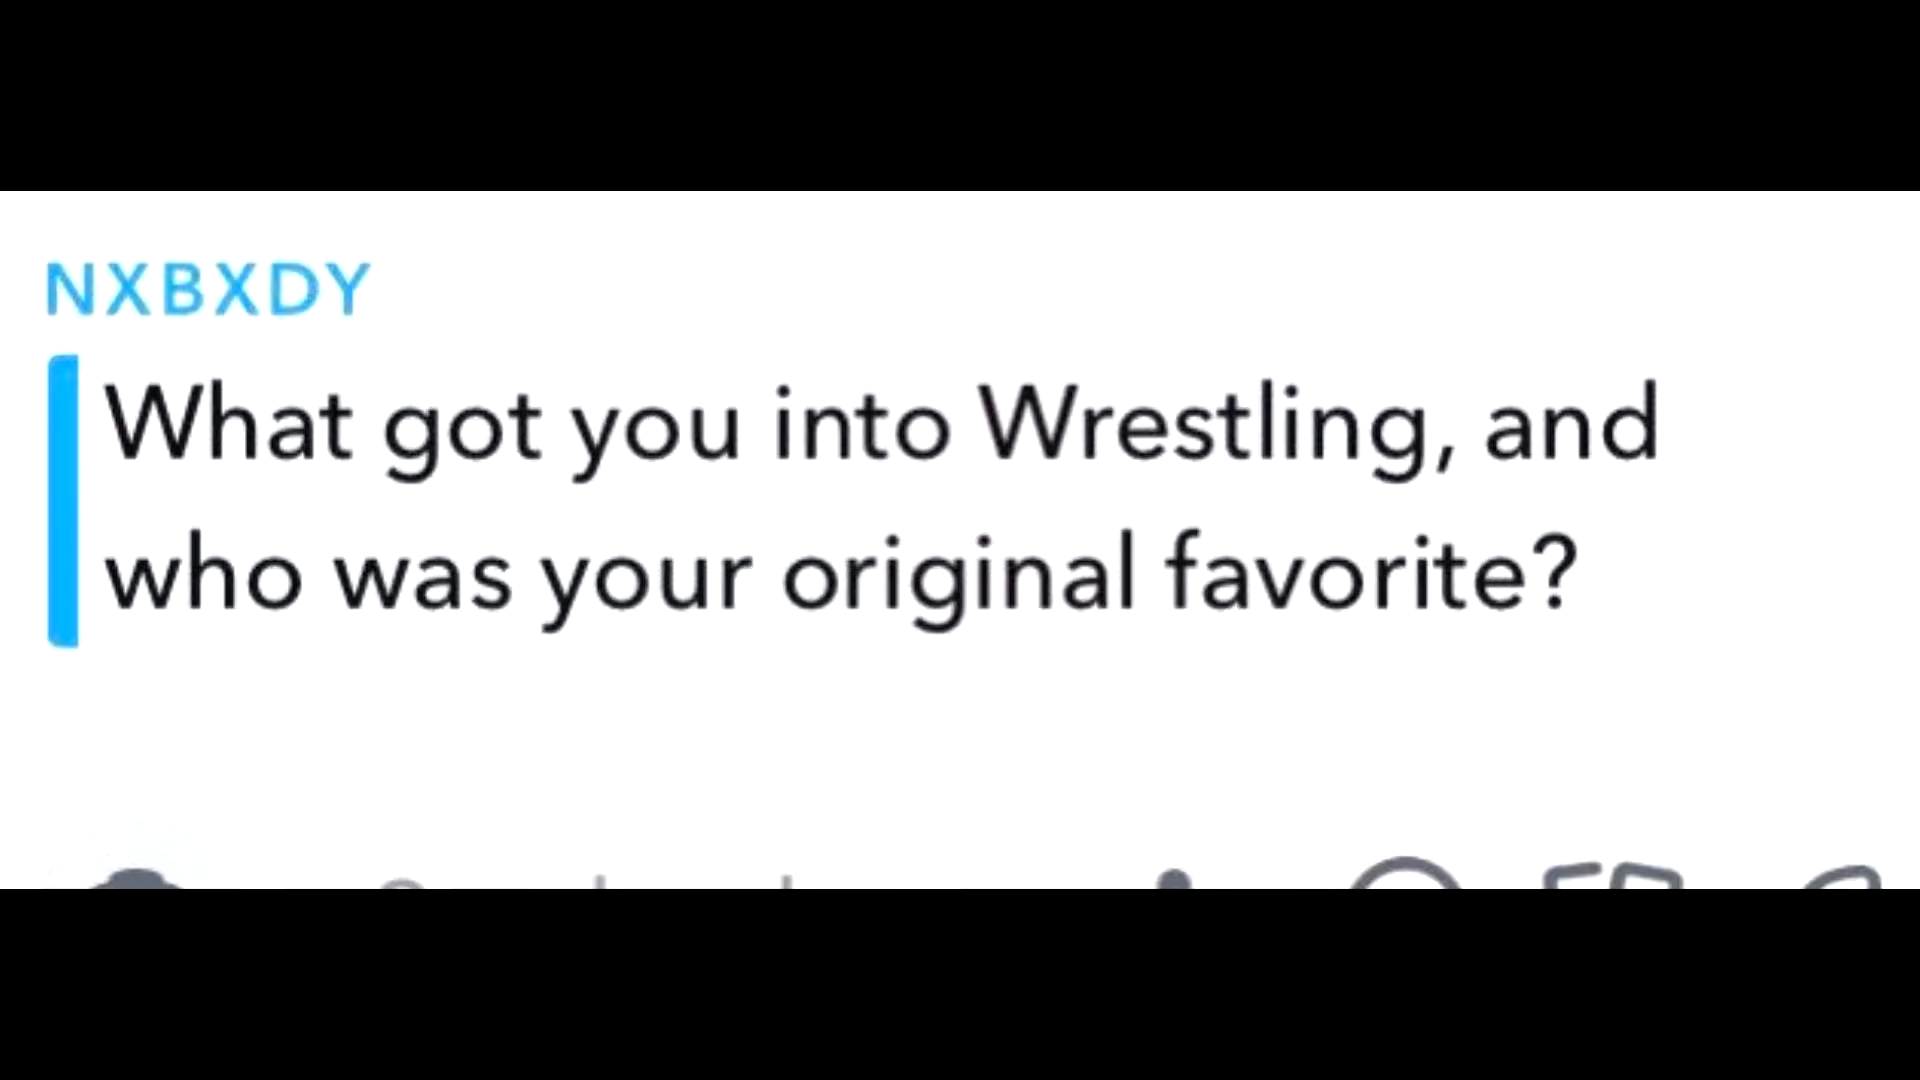 NXBXDY
What got you into Wrestling, and
who was your original favorite?